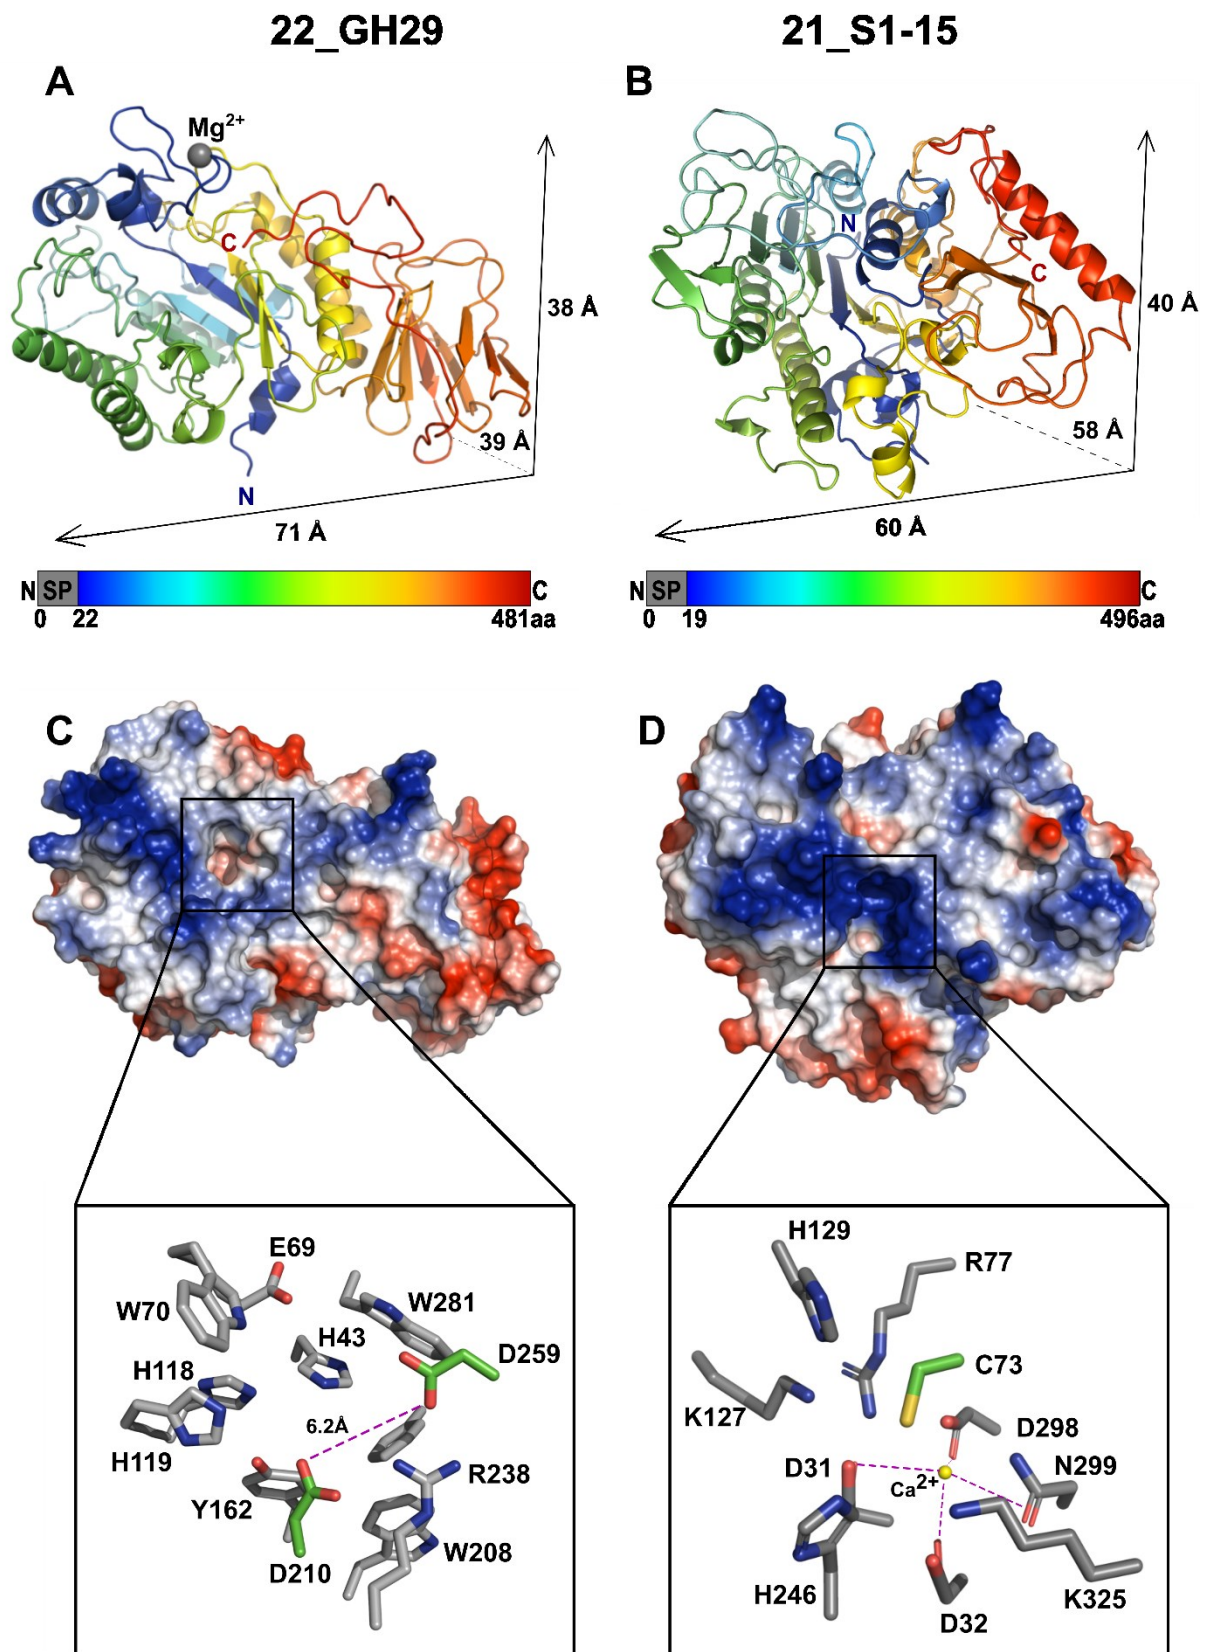 22_GH29
21_S1-15
A
Mg2+
C
N
38 Å
39 Å
71 Å
B
N
C
40 Å
58 Å
60 Å
N SP C
0 22 481aa
N SP C
0 19 496aa
C
D
E69
W70
W281
H43
D259
H118
6.2Å
H119
R238
Y162
W208
D210
H129
R77
C73
K127
D298
D31
N299
Ca2+
H246
K325
D32